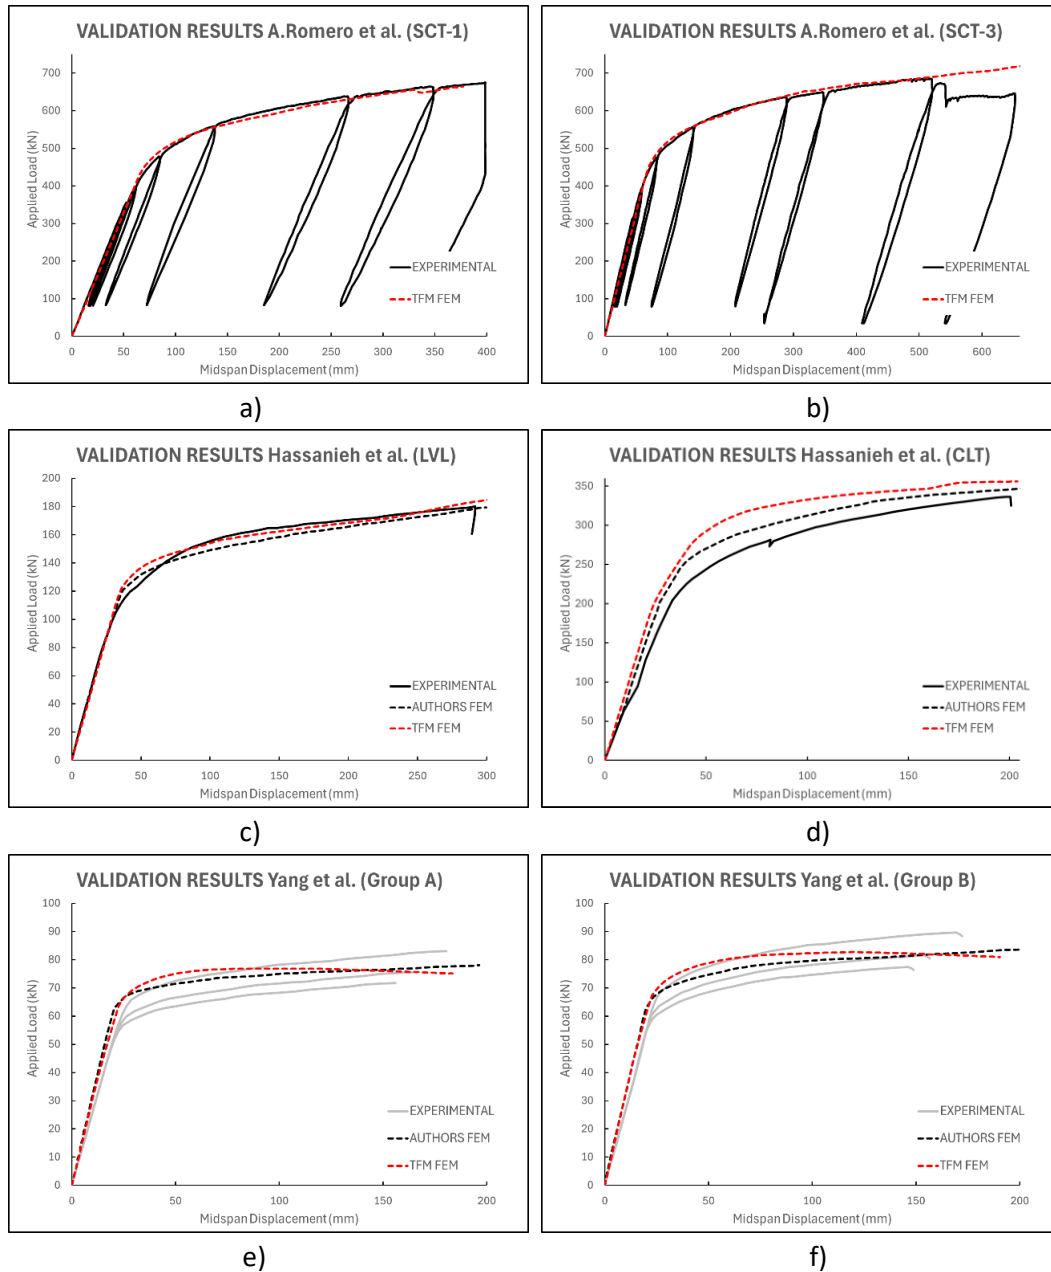 VALIDATION RESULTS A.Romero et al. (SCT-1)
Applied Load (kN)
700
600
500
400
300
200
100
0
EXPERIMENTAL
TFM FEM
0 50 100 150 200 250 300 350 400
Midspan Displacement (mm)
a)
VALIDATION RESULTS A.Romero et al. (SCT-3)
Applied Load (kN)
700
600
500
400
300
200
100
0
EXPERIMENTAL
TFM FEM
0 100 200 300 400 500 600
Midspan Displacement (mm)
b)
VALIDATION RESULTS Hassanieh et al. (LVL)
Applied Load (kN)
200
180
160
140
120
100
80
60
40
20
0
EXPERIMENTAL
AUTHORS FEM
TFM FEM
0 50 100 150 200 250 300
Midspan Displacement (mm)
c)
VALIDATION RESULTS Hassanieh et al. (CLT)
Applied Load (kN)
350
300
250
200
150
100
50
0
EXPERIMENTAL
AUTHORS FEM
TFM FEM
0 50 100 150 200
Midspan Displacement (mm)
d)
VALIDATION RESULTS Yang et al. (Group A)
Applied Load (kN)
100
90
80
70
60
50
40
30
20
10
0
EXPERIMENTAL
AUTHORS FEM
TFM FEM
0 50 100 150 200
Midspan Displacement (mm)
e)
VALIDATION RESULTS Yang et al. (Group B)
Applied Load (kN)
100
90
80
70
60
50
40
30
20
10
0
EXPERIMENTAL
AUTHORS FEM
TFM FEM
0 50 100 150 200
Midspan Displacement (mm)
f)